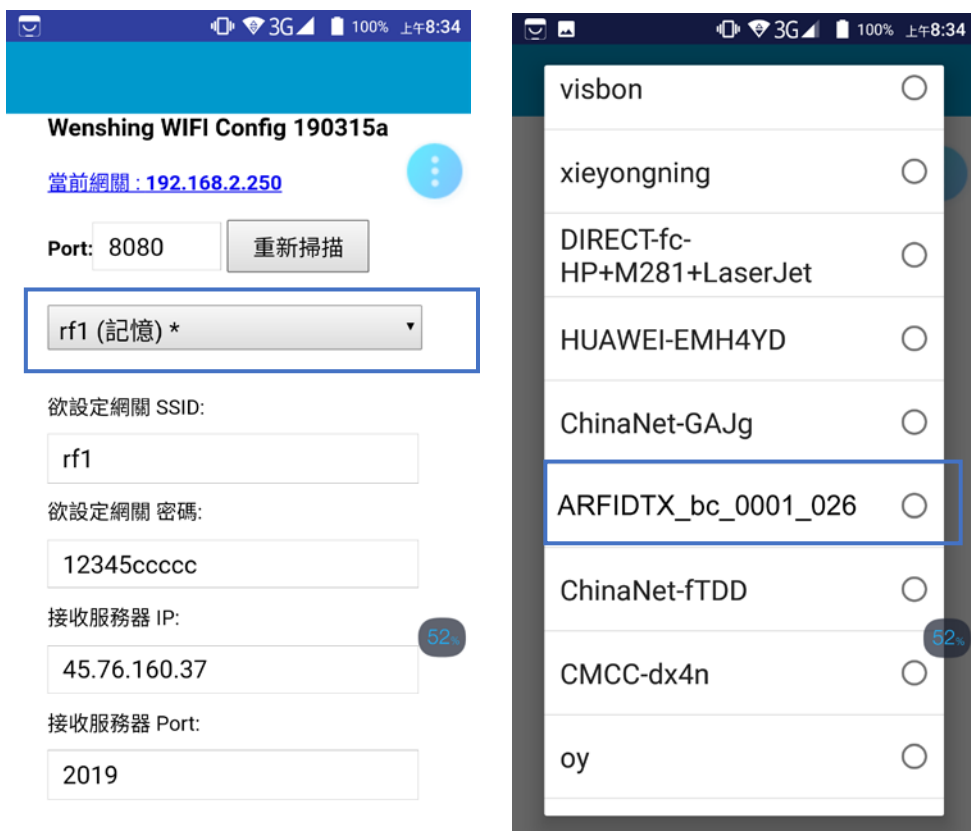 3G 100% 上午8:34
Wenshing WIFI Config 190315a
當前網關 : 192.168.2.250
Port: 8080 重新掃描
rf1 (記憶) *
欲設定網關 SSID:
rf1
欲設定網關 密碼:
12345ccccc
接收服務器 IP:
52%
45.76.160.37
接收服務器 Port:
2019
3G 100% 上午8:34
visbon
xieyongning
DIRECT-fc-
HP+M281+LaserJet
HUAWEI-EMH4YD
ChinaNet-GAJg
ARFIDTX_bc_0001_026
ChinaNet-fTDD
52%
CMCC-dx4n
oy